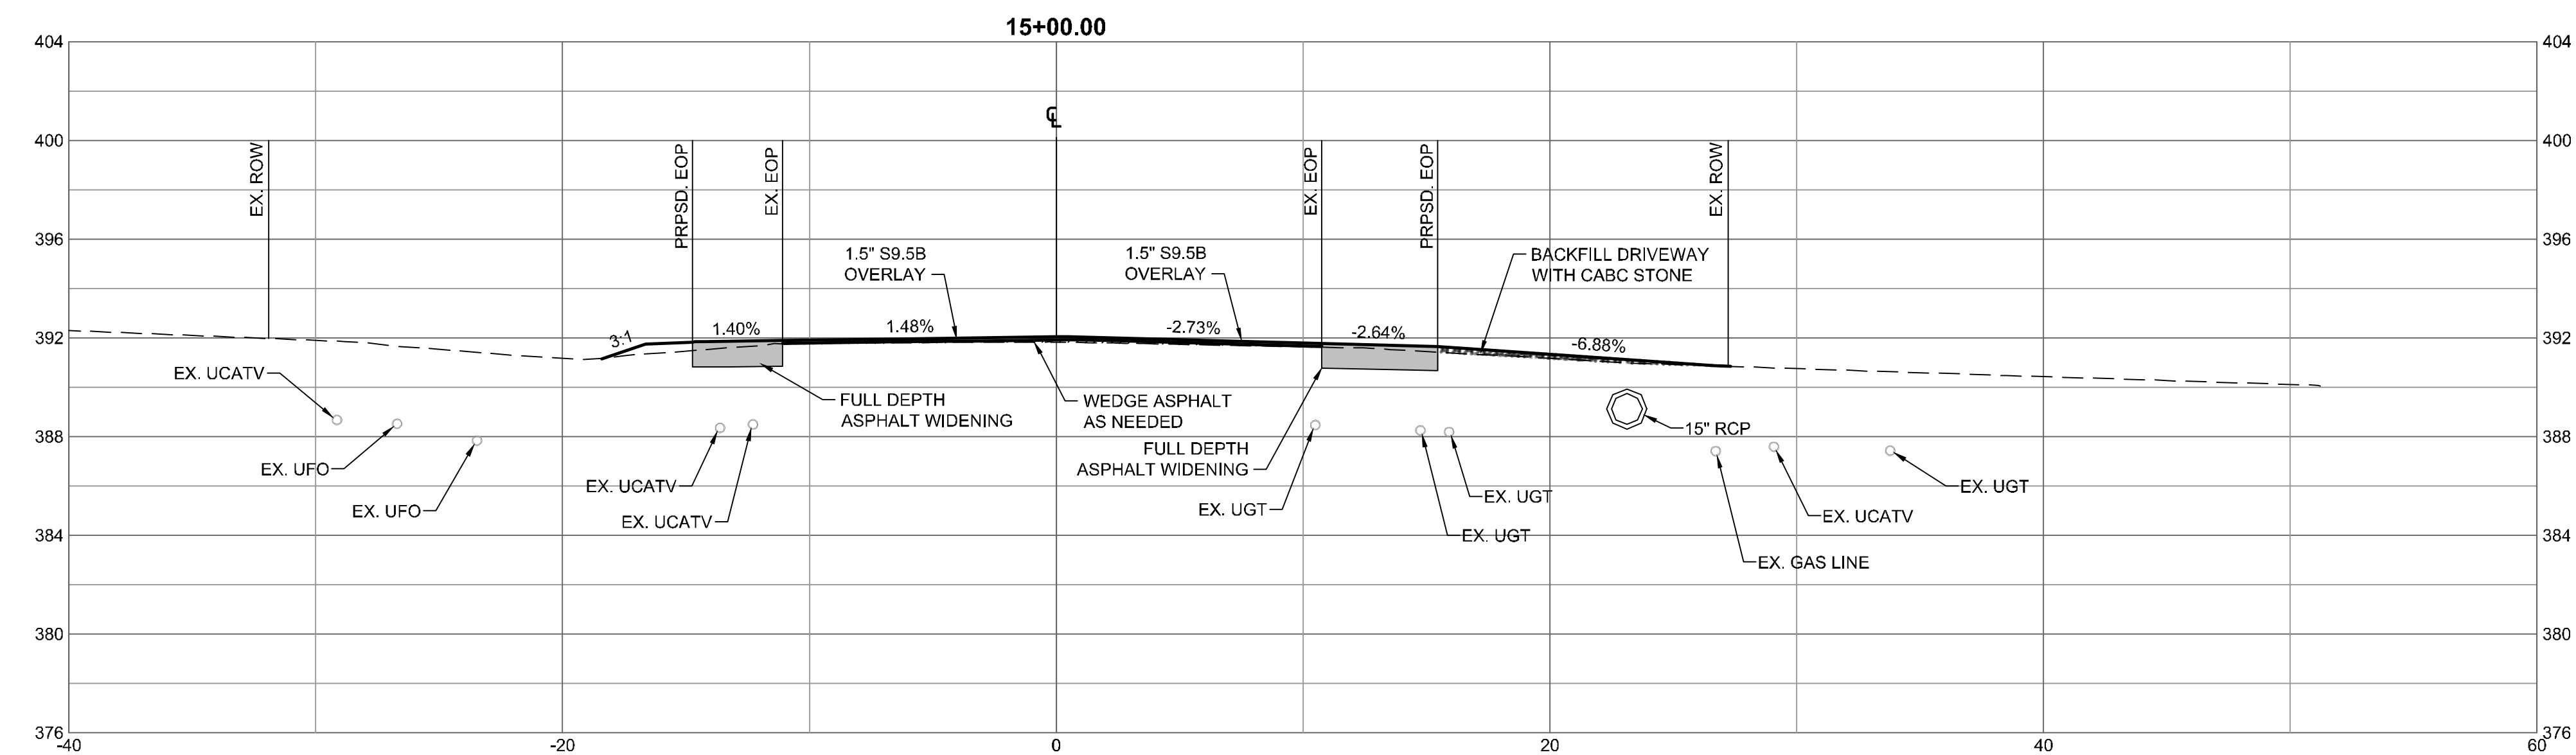 15+00.00
404
404
℄
400
400
EX. ROW
PRPSD. EOP
EX. EOP
EX. EOP
PRPSD. EOP
EX. ROW
396
396
1.5" S9.5B
OVERLAY
1.5" S9.5B
OVERLAY
BACKFILL DRIVEWAY
WITH CABC STONE
392
392
3:1
1.40%
1.48%
-2.73%
-2.64%
-6.88%
EX. UCATV
FULL DEPTH
ASPHALT WIDENING
WEDGE ASPHALT
AS NEEDED
15" RCP
388
388
FULL DEPTH
ASPHALT WIDENING
EX. UFO
EX. UCATV
EX. UGT
EX. UGT
EX. UFO
EX. UGT
EX. UCATV
EX. UCATV
EX. UGT
384
384
EX. GAS LINE
380
380
376
376
-40
-20
0
20
40
60